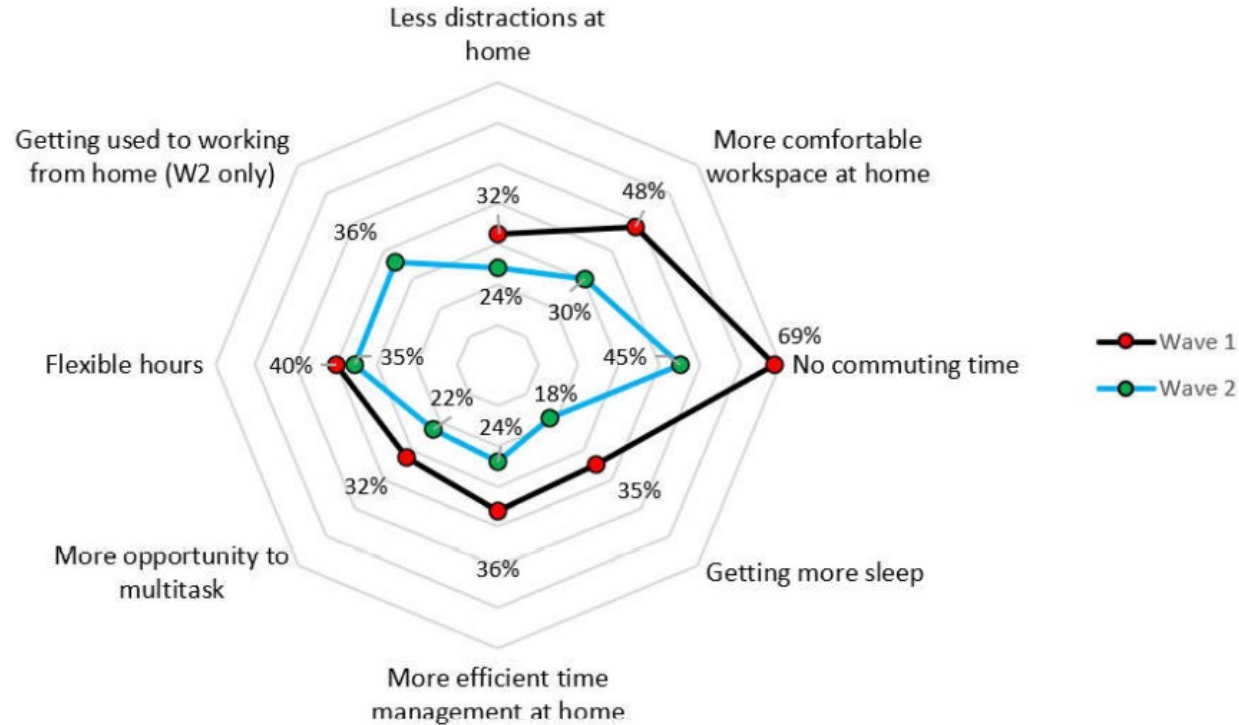 Less distractions at
home
Getting used to working
from home (W2 only)
More comfortable
workspace at home
32%
48%
36%
24%
30%
69%
Flexible hours
40%
35%
45%
No commuting time
Wave 1
Wave 2
22%
18%
24%
32%
35%
More opportunity to
multitask
36%
Getting more sleep
More efficient time
management at home